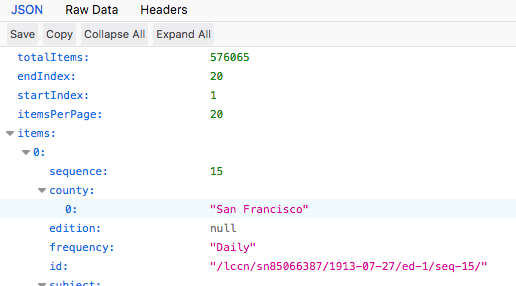 JSON Raw Data Headers
Save Copy Collapse All Expand All
totalItems: 576065
endIndex: 20
startIndex: 1
itemsPerPage: 20
items:
0:
sequence: 15
county:
0: "San Francisco"
edition: null
frequency: "Daily"
id: "/lccn/sn85066387/1913-07-27/ed-1/seq-15/"
subject: